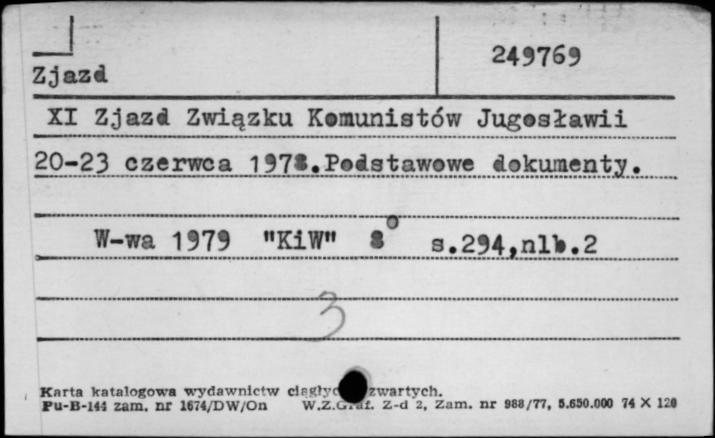 249769
Zjazd
XI Zjazd Związku Komunistów Jugosławii
20-23 czerwca 1978.Podstawowe dokumenty.
W-wa 1979 "KiW" 8° s.294,nlb.2
3
Karta katalogowa wydawnictw zwartych.
Pu-B-144 zam. nr 1674/DW/On W.Z.Graf. Z-d 2, Zam. nr 988/77, 5.650.000 74 X 120